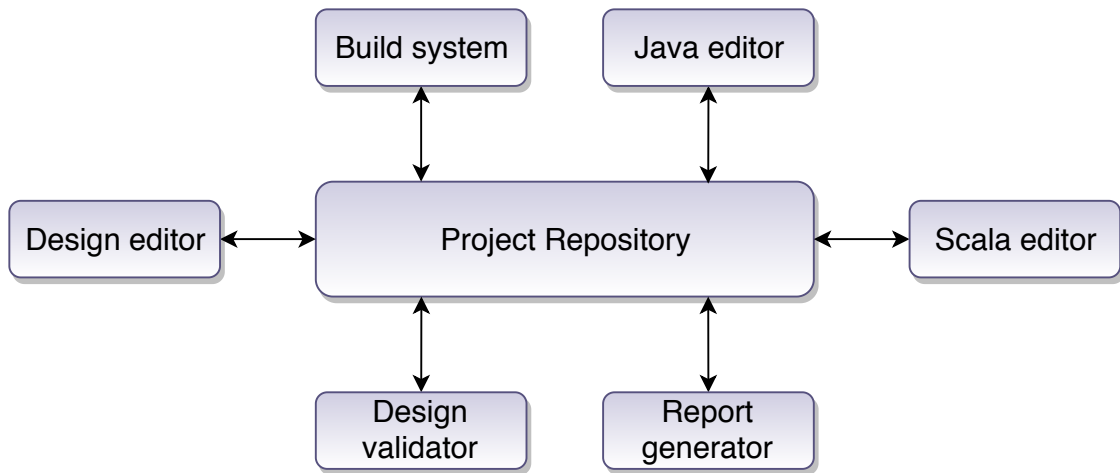 Build system
Java editor
Design editor
Project Repository
Scala editor
Design
validator
Report
generator